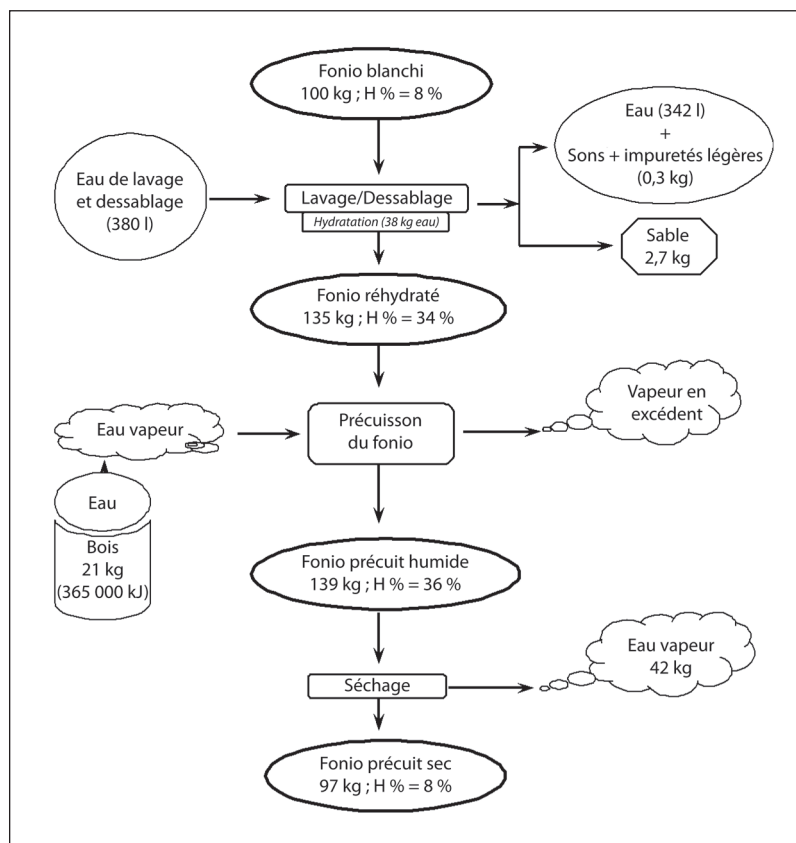 Fonio blanchi
100 kg ; H % = 8 %
Eau de lavage
et dessablage
(380 l)
Lavage/Dessablage
Hydratation (38 kg eau)
Eau (342 l)
+
Sons + impuretés légères
(0,3 kg)
Sable
2,7 kg
Fonio réhydraté
135 kg ; H % = 34 %
Eau vapeur
Précuisson
du fonio
Vapeur en
excédent
Eau
Bois
21 kg
(365 000 kJ)
Fonio précuit humide
139 kg ; H % = 36 %
Séchage
Eau vapeur
42 kg
Fonio précuit sec
97 kg ; H % = 8 %